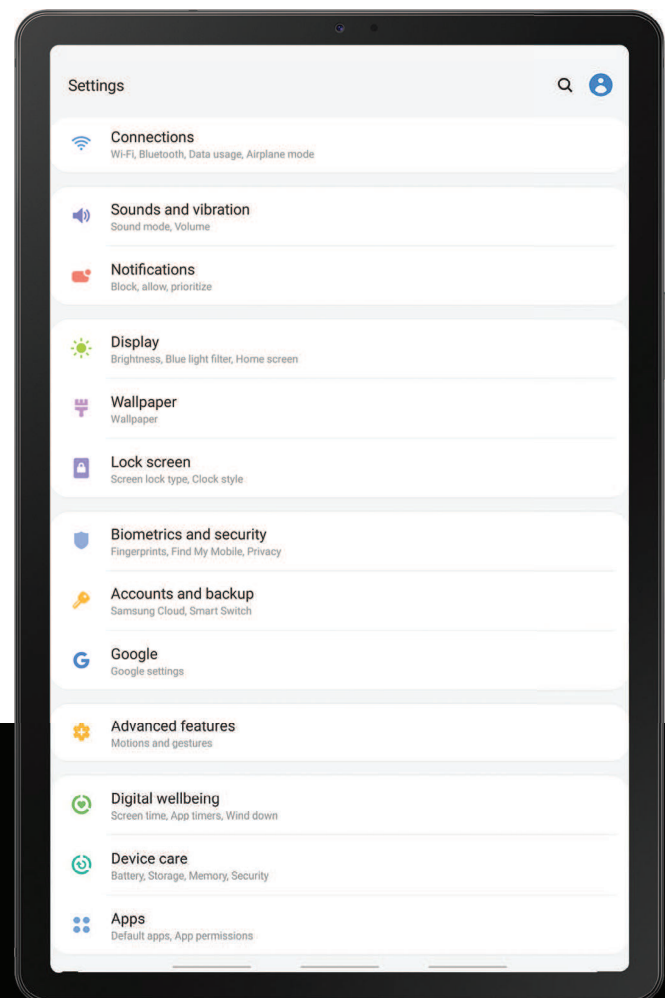 Settings
Connections
Wi-Fi, Bluetooth, Data usage, Airplane mode
Sounds and vibration
Sound mode, Volume
Notifications
Block, allow, prioritize
Display
Brightness, Blue light filter, Home screen
Wallpaper
Wallpaper
Lock screen
Screen lock type, Clock style
Biometrics and security
Fingerprints, Find My Mobile, Privacy
Accounts and backup
Samsung Cloud, Smart Switch
Google
Google settings
Advanced features
Motions and gestures
Digital wellbeing
Screen time, App timers, Wind down
Device care
Battery, Storage, Memory, Security
Apps
Default apps, App permissions